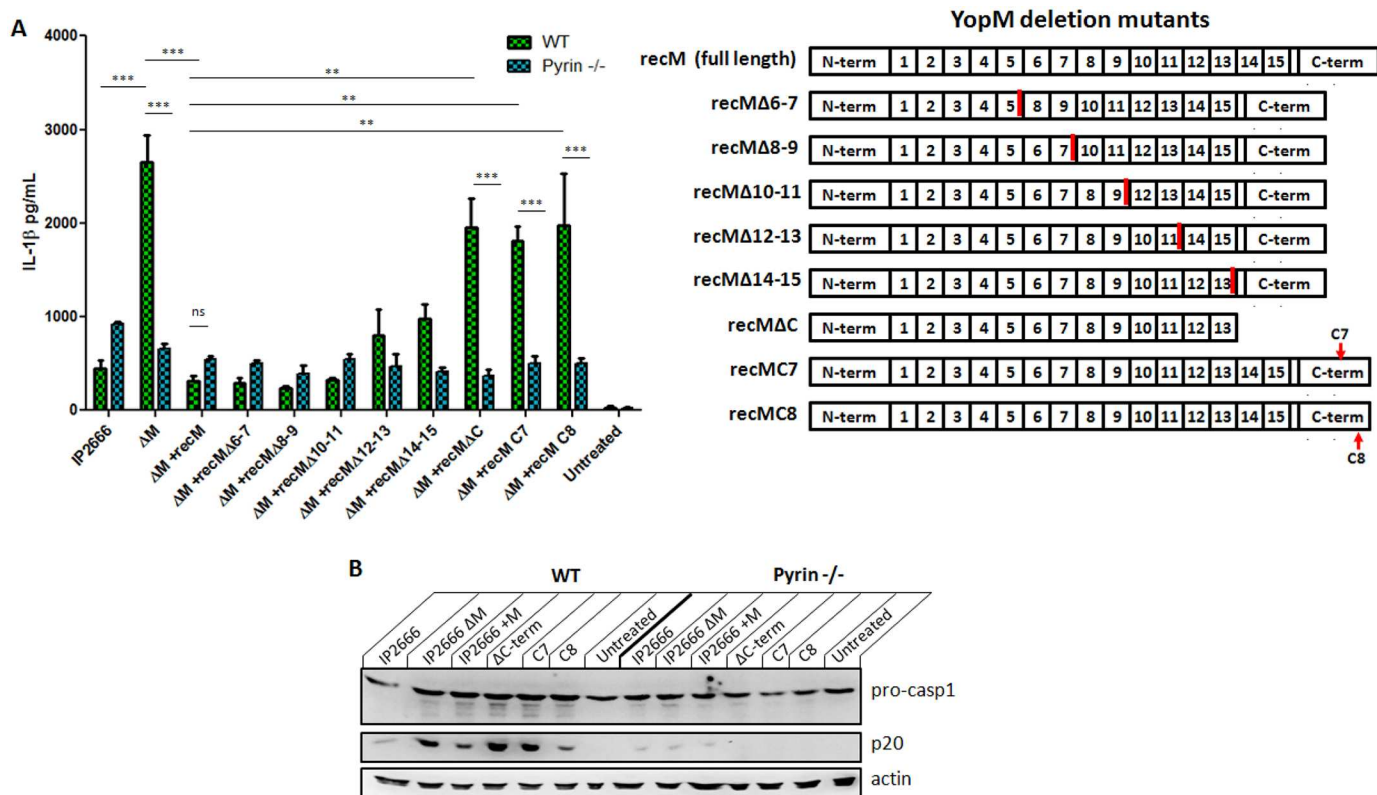 A
4000
3000
2000
1000
0
IL-1β pg/mL
WT
Pyrin -/-
***
***
***
**
**
**
***
***
***
ns
IP2666
ΔM
ΔM +recM
ΔM +recMΔ6-7
ΔM +recMΔ8-9
ΔM +recMΔ10-11
ΔM +recMΔ12-13
ΔM +recMΔ14-15
ΔM +recMΔC
ΔM +recM C7
ΔM +recM C8
Untreated
YopM deletion mutants
recM (full length) N-term 1 2 3 4 5 6 7 8 9 10 11 12 13 14 15 C-term
recMΔ6-7 N-term 1 2 3 4 5 8 9 10 11 12 13 14 15 C-term
recMΔ8-9 N-term 1 2 3 4 5 6 7 10 11 12 13 14 15 C-term
recMΔ10-11 N-term 1 2 3 4 5 6 7 8 9 12 13 14 15 C-term
recMΔ12-13 N-term 1 2 3 4 5 6 7 8 9 10 11 14 15 C-term
recMΔ14-15 N-term 1 2 3 4 5 6 7 8 9 10 11 12 13 C-term
recMΔC N-term 1 2 3 4 5 6 7 8 9 10 11 12 13
C7
recMC7 N-term 1 2 3 4 5 6 7 8 9 10 11 12 13 14 15 C-term
recMC8 N-term 1 2 3 4 5 6 7 8 9 10 11 12 13 14 15 C-term
C8
B
WT Pyrin -/-
IP2666 IP2666 ΔM IP2666 +M ΔC-term C7 C8 Untreated IP2666 IP2666 ΔM IP2666 +M ΔC-term C7 C8 Untreated
pro-casp1
p20
actin